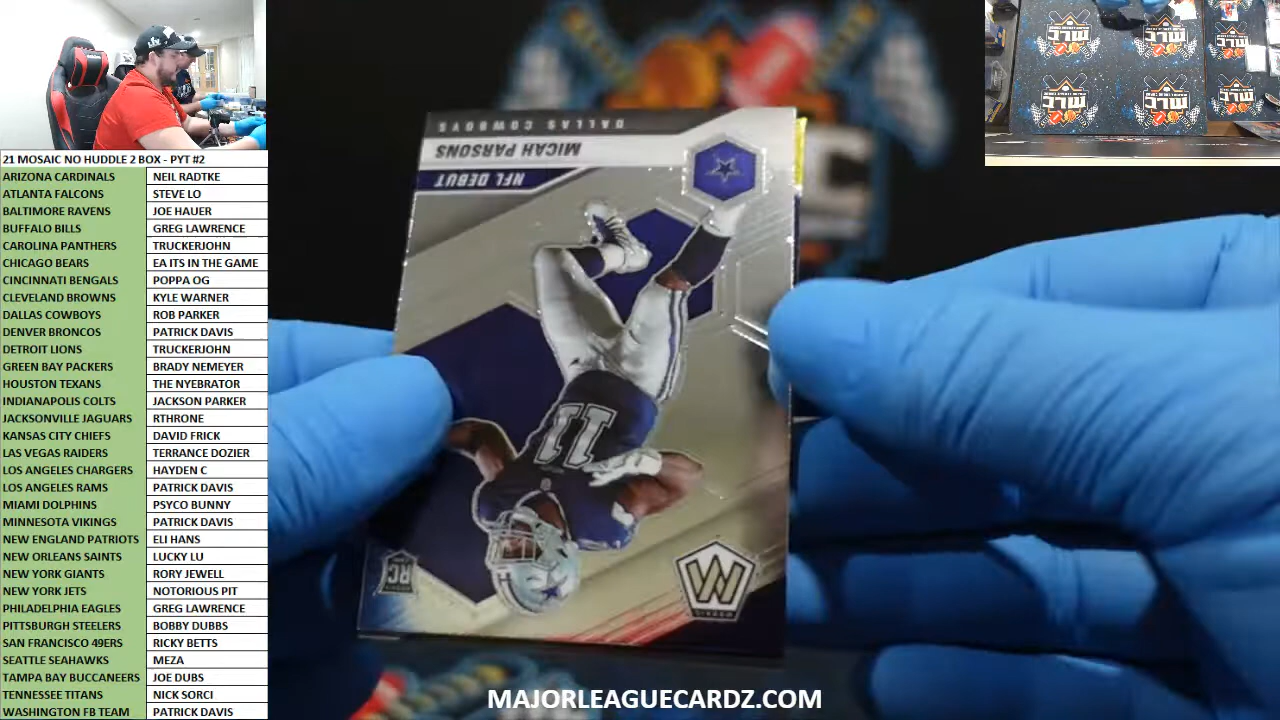 21 MOSAIC NO HUDDLE 2 BOX - PYT #2
ARIZONA CARDINALS NEIL RADTKE
ATLANTA FALCONS STEVE LO
BALTIMORE RAVENS JOE HAUER
BUFFALO BILLS GREG LAWRENCE
CAROLINA PANTHERS TRUCKERJOHN
CHICAGO BEARS EA ITS IN THE GAME
CINCINNATI BENGALS POPPA OG
CLEVELAND BROWNS KYLE WARNER
DALLAS COWBOYS ROB PARKER
DENVER BRONCOS PATRICK DAVIS
DETROIT LIONS TRUCKERJOHN
GREEN BAY PACKERS BRADY NEMEYER
HOUSTON TEXANS THE NYEBRATOR
INDIANAPOLIS COLTS JACKSON PARKER
JACKSONVILLE JAGUARS RTHRONE
KANSAS CITY CHIEFS DAVID FRICK
LAS VEGAS RAIDERS TERRANCE DOZIER
LOS ANGELES CHARGERS HAYDEN C
LOS ANGELES RAMS PATRICK DAVIS
MIAMI DOLPHINS PSYCO BUNNY
MINNESOTA VIKINGS PATRICK DAVIS
NEW ENGLAND PATRIOTS ELI HANS
NEW ORLEANS SAINTS LUCKY LU
NEW YORK GIANTS RORY JEWELL
NEW YORK JETS NOTORIOUS PIT
PHILADELPHIA EAGLES GREG LAWRENCE
PITTSBURGH STEELERS BOBBY DUBBS
SAN FRANCISCO 49ERS RICKY BETTS
SEATTLE SEAHAWKS MEZA
TAMPA BAY BUCCANEERS JOE DUBS
TENNESSEE TITANS NICK SORCI
WASHINGTON FB TEAM PATRICK DAVIS
DALLAS COWBOYS
MICAH PARSONS
NFL DEBUT
11
RC
MOSAIC
MAJORLEAGUECARDZ.COM